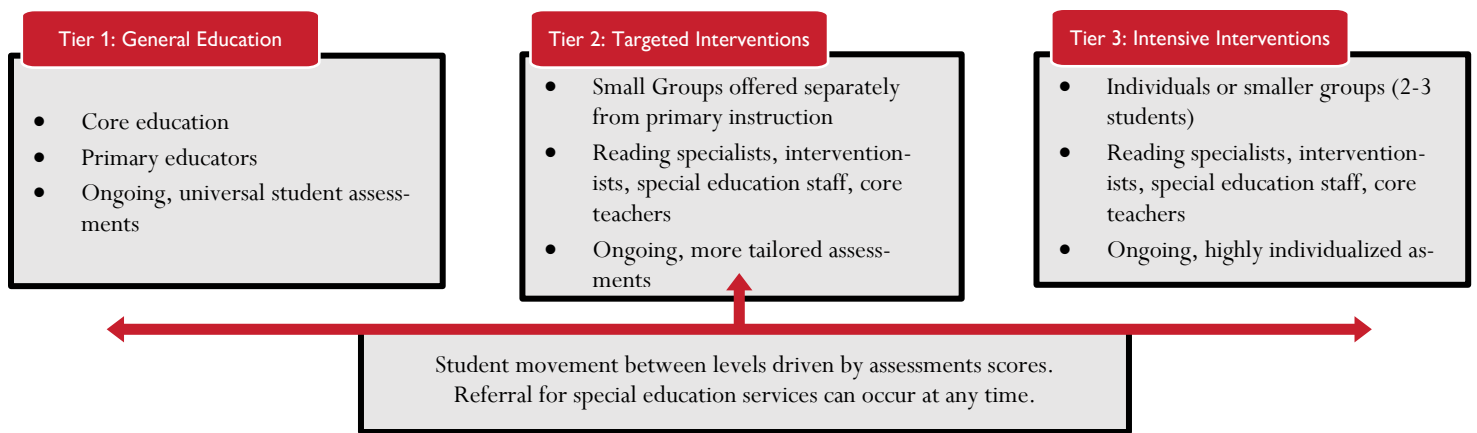 Tier 1: General Education
• Core education
• Primary educators
• Ongoing, universal student assess-
ments
Tier 2: Targeted Interventions
• Small Groups offered separately
from primary instruction
• Reading specialists, intervention-
ists, special education staff, core
teachers
• Ongoing, more tailored assess-
ments
Tier 3: Intensive Interventions
• Individuals or smaller groups (2-3
students)
• Reading specialists, intervention-
ists, special education staff, core
teachers
• Ongoing, highly individualized as-
Student movement between levels driven by assessments scores.
Referral for special education services can occur at any time.